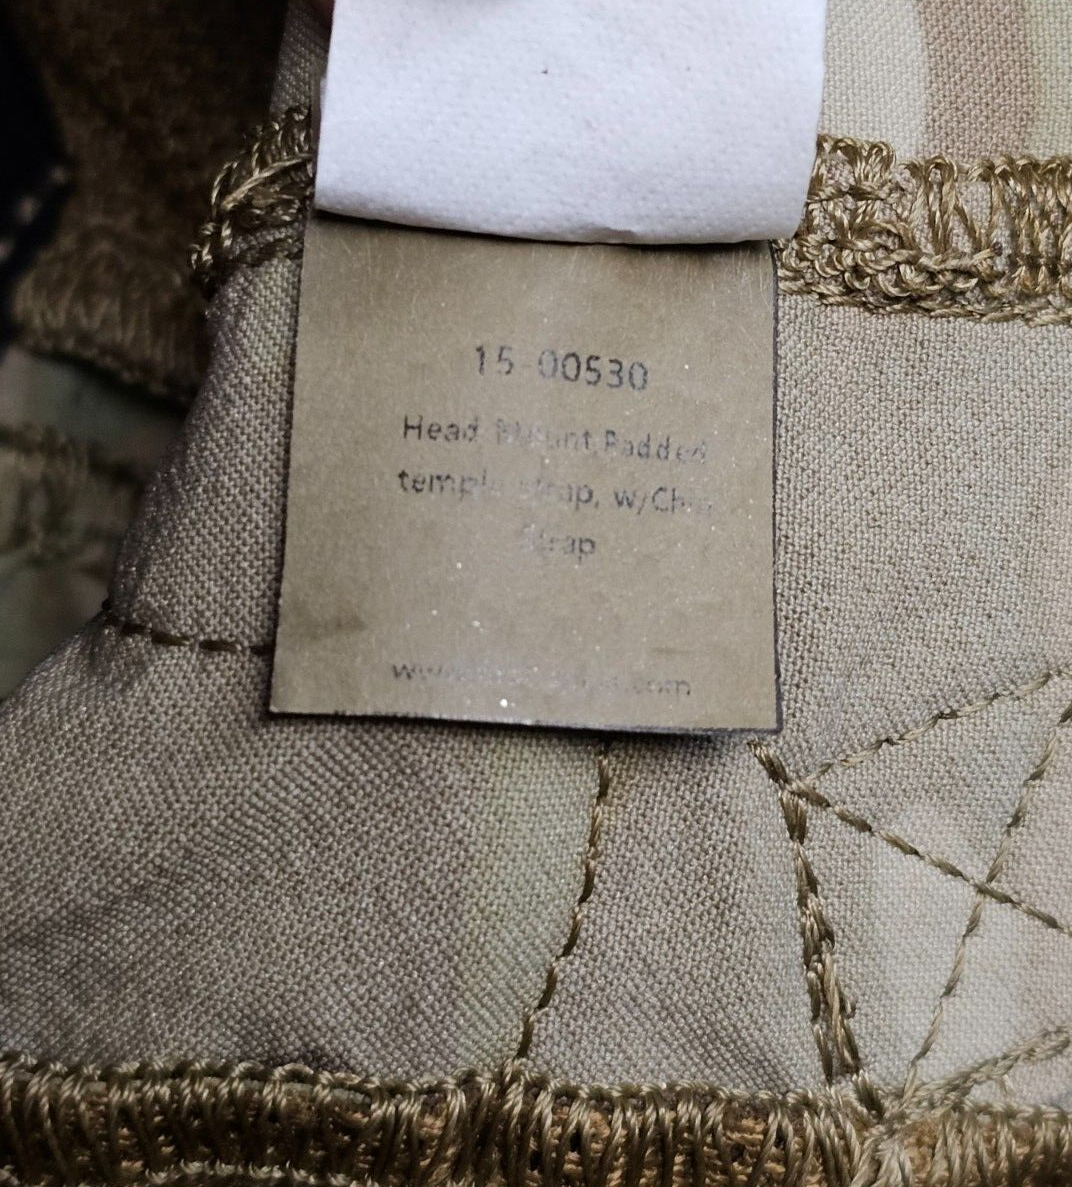 15-00530
Head Mount, Padded
temple strap, w/Chin
Strap